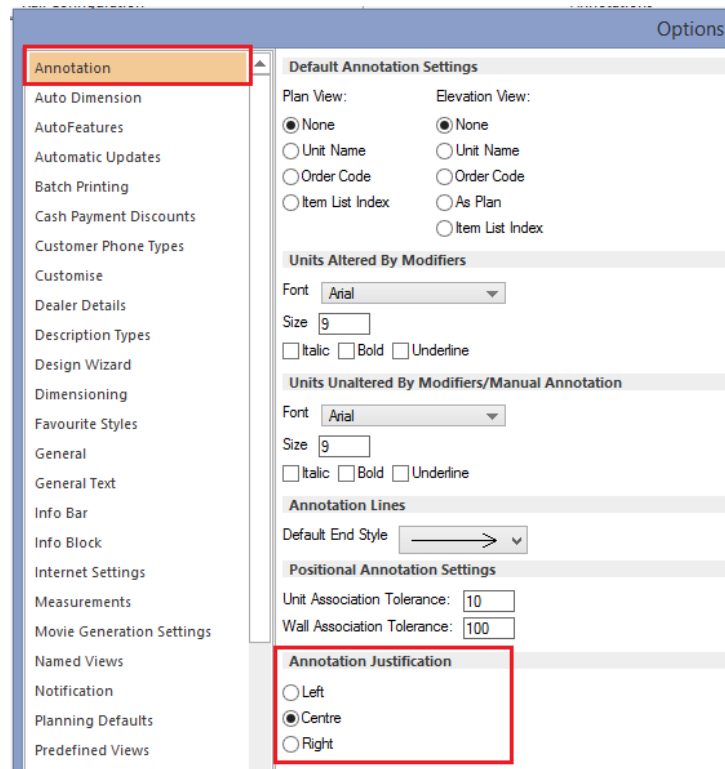 Options
Annotation
Auto Dimension
AutoFeatures
Automatic Updates
Batch Printing
Cash Payment Discounts
Customer Phone Types
Customise
Dealer Details
Description Types
Design Wizard
Dimensioning
Favourite Styles
General
General Text
Info Bar
Info Block
Internet Settings
Measurements
Movie Generation Settings
Named Views
Notification
Planning Defaults
Predefined Views
Default Annotation Settings
Plan View: Elevation View:
None None
Unit Name Unit Name
Order Code Order Code
Item List Index As Plan
Item List Index
Units Altered By Modifiers
Font Arial
Size 9
Italic Bold Underline
Units Unaltered By Modifiers/Manual Annotation
Font Arial
Size 9
Italic Bold Underline
Annotation Lines
Default End Style
Positional Annotation Settings
Unit Association Tolerance: 10
Wall Association Tolerance: 100
Annotation Justification
Left
Centre
Right